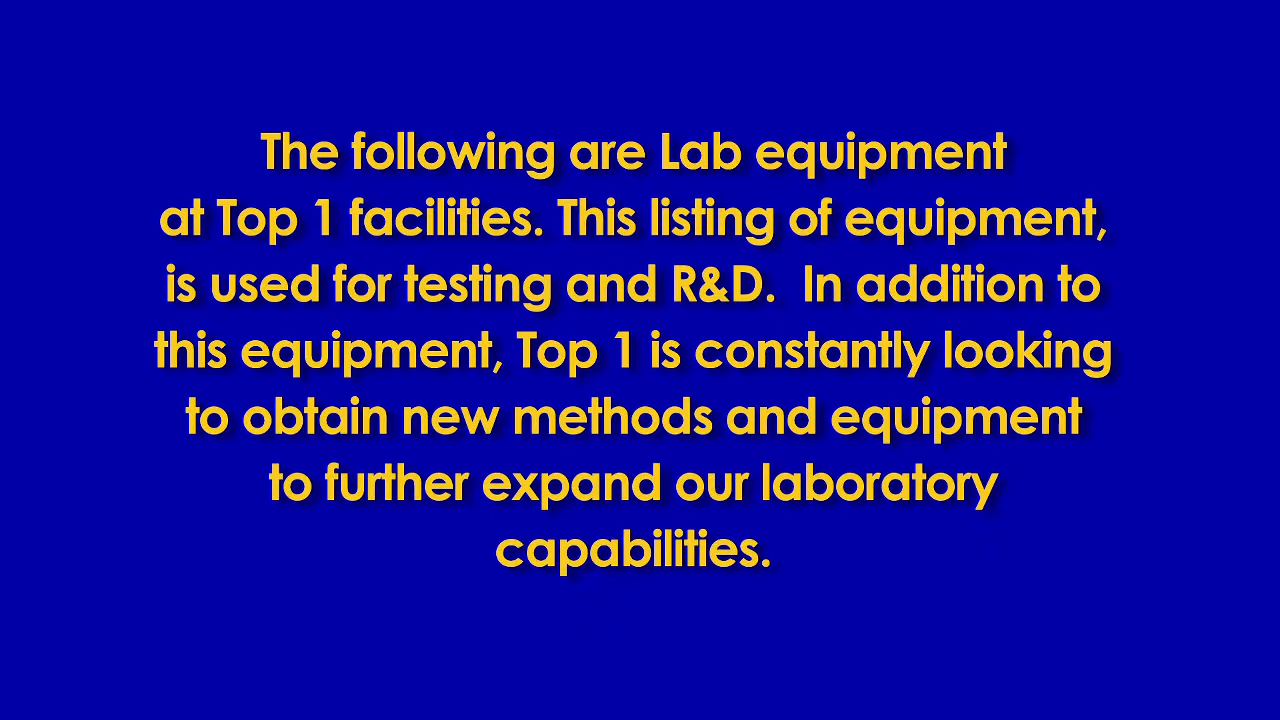 The following are Lab equipment
at Top 1 facilities. This listing of equipment,
is used for testing and R&D.  In addition to
this equipment, Top 1 is constantly looking
to obtain new methods and equipment
to further expand our laboratory
capabilities.